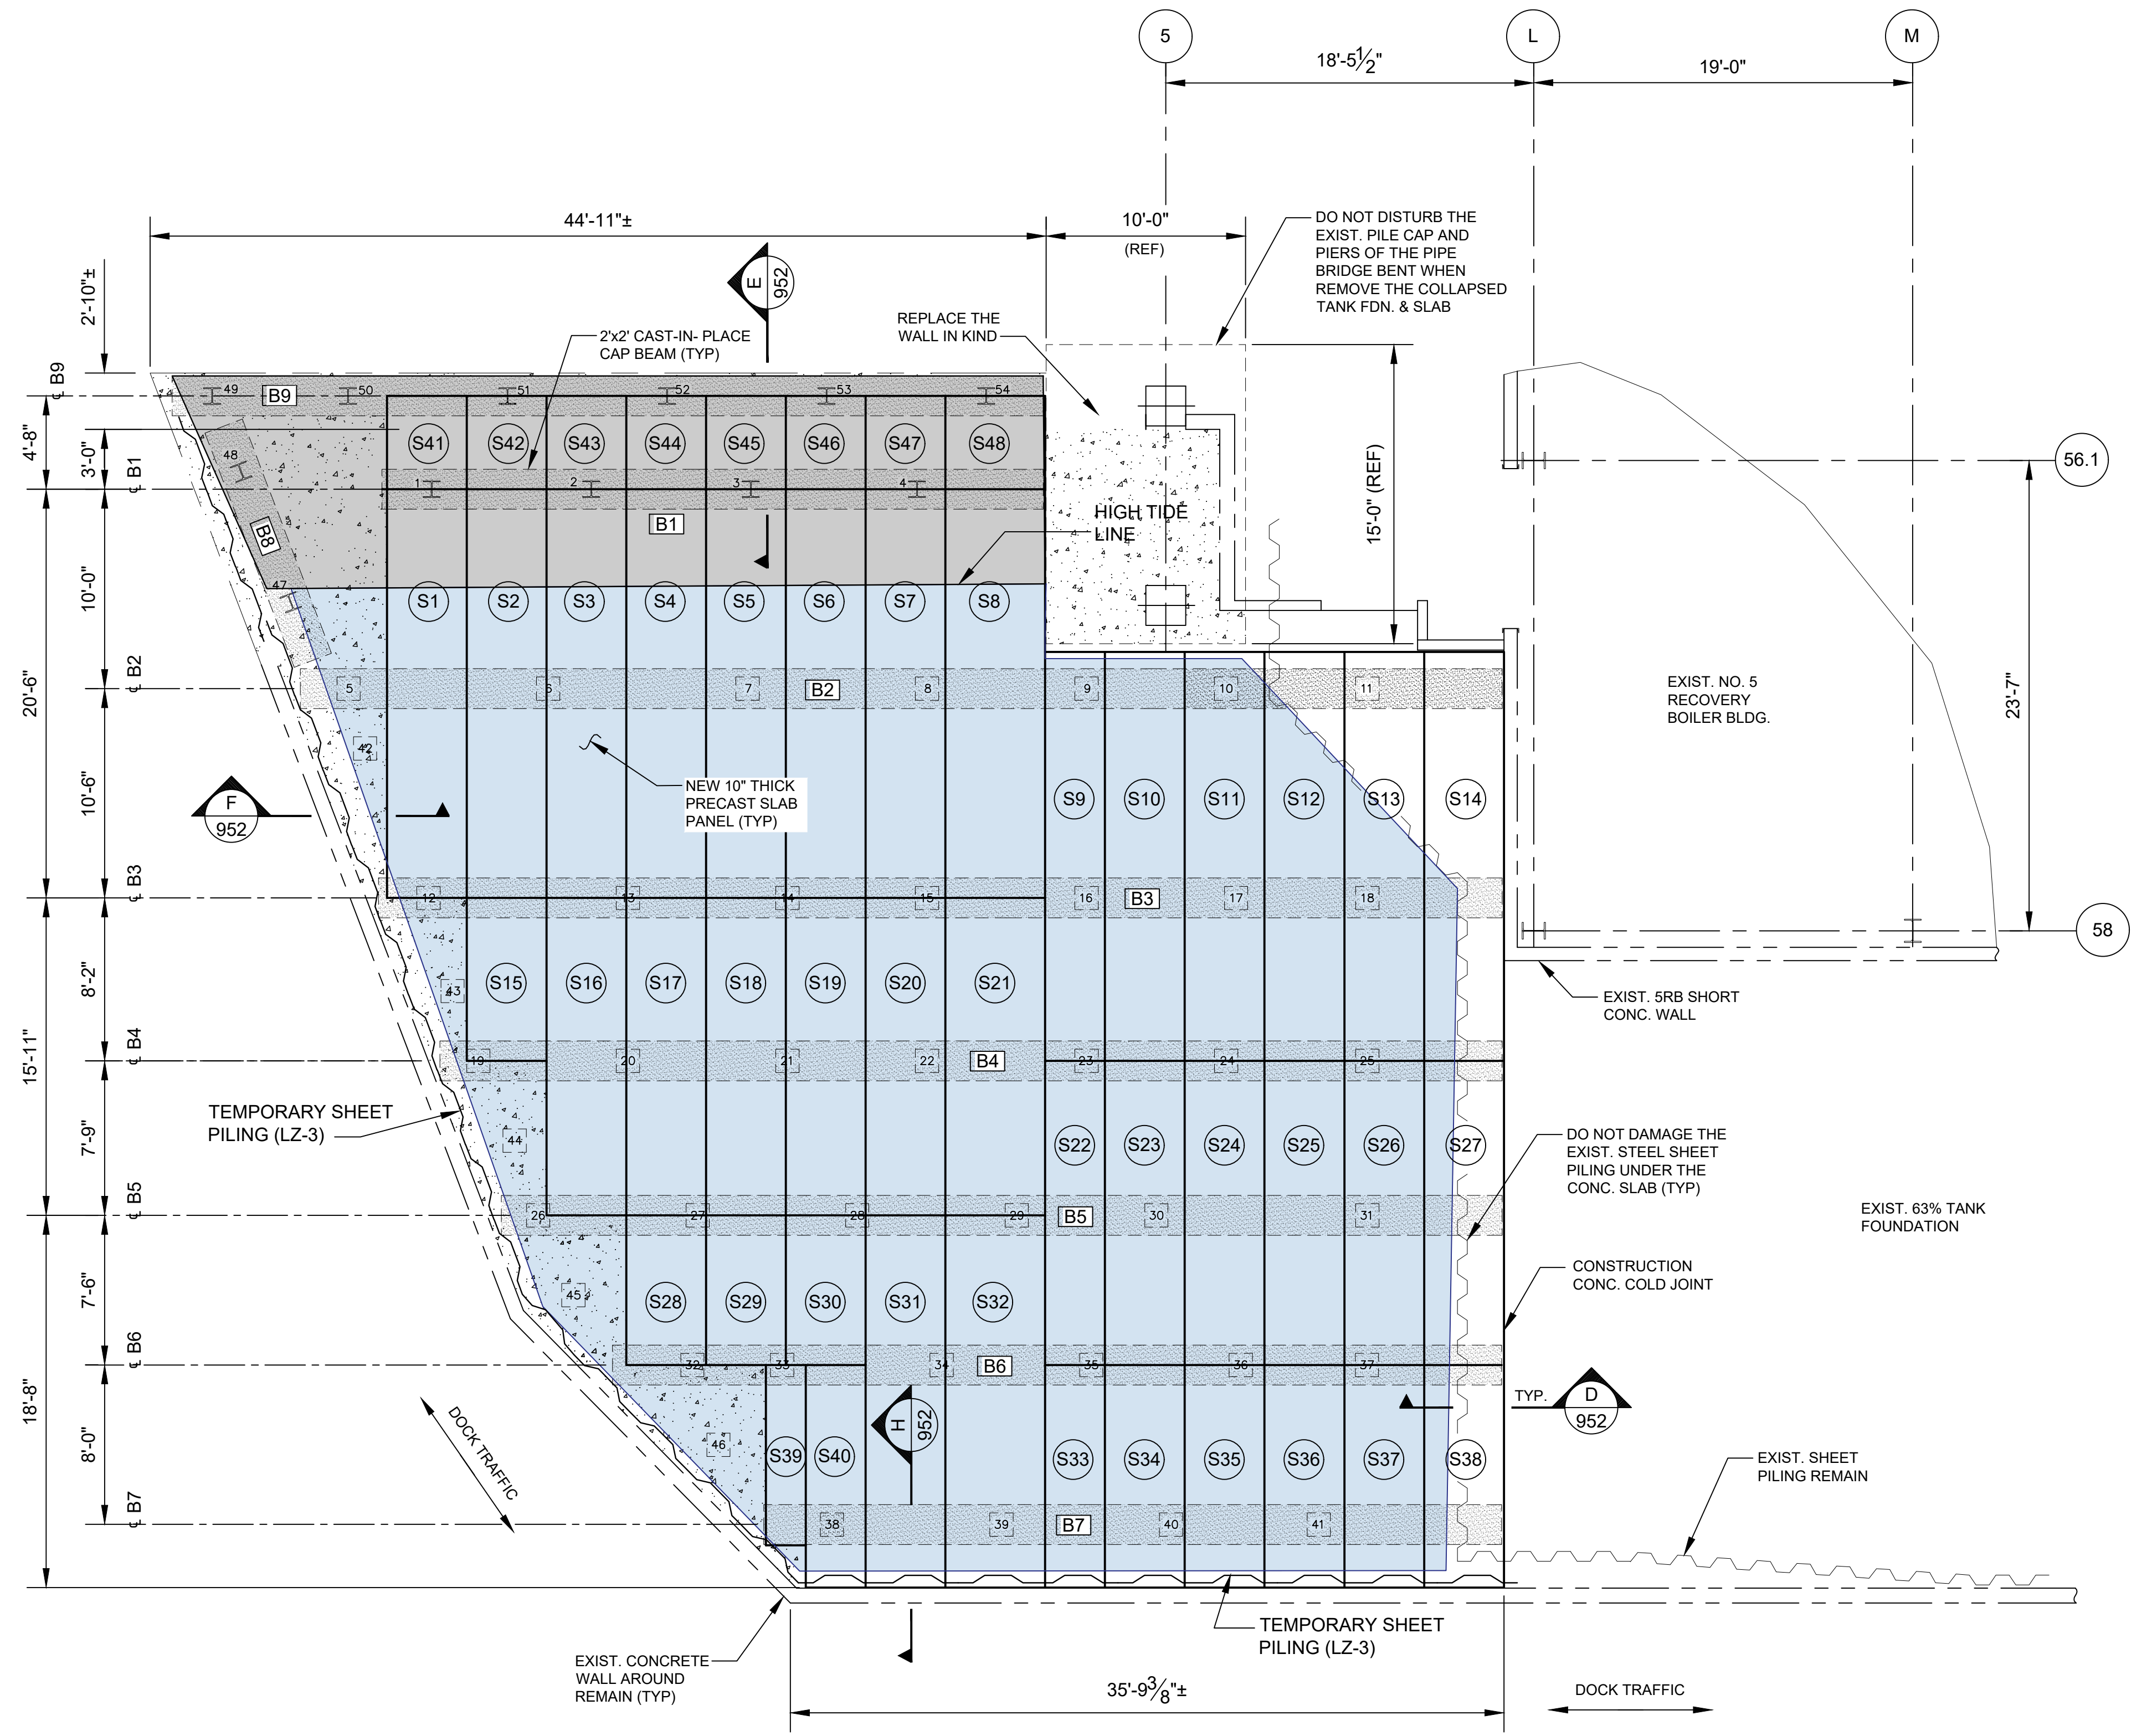 5
L
M
18'-5 1/2"
19'-0"
44'-11"±
10'-0"
(REF)
DO NOT DISTURB THE
EXIST. PILE CAP AND
PIERS OF THE PIPE
BRIDGE BENT WHEN
REMOVE THE COLLAPSED
TANK FDN. & SLAB
2'-10"±
E
952
REPLACE THE
WALL IN KIND
2'x2' CAST-IN- PLACE
CAP BEAM (TYP)
℄ B9
49
B9
50
51
52
53
54
4'-8"
3'-0"
℄ B1
S41
S42
S43
S44
S45
S46
S47
S48
48
1
2
3
4
B1
B8
HIGH TIDE
LINE
15'-0" (REF)
56.1
47
10'-0"
S1
S2
S3
S4
S5
S6
S7
S8
20'-6"
℄ B2
5
6
7
B2
8
9
10
11
EXIST. NO. 5
RECOVERY
BOILER BLDG.
23'-7"
42
10'-6"
NEW 10" THICK
PRECAST SLAB
PANEL (TYP)
F
952
S9
S10
S11
S12
S13
S14
℄ B3
12
13
14
15
16
B3
17
18
58
8'-2"
43
S15
S16
S17
S18
S19
S20
S21
EXIST. 5RB SHORT
CONC. WALL
15'-11"
℄ B4
19
20
21
22
B4
23
24
25
TEMPORARY SHEET
PILING (LZ-3)
7'-9"
44
S22
S23
S24
S25
S26
S27
DO NOT DAMAGE THE
EXIST. STEEL SHEET
PILING UNDER THE
CONC. SLAB (TYP)
℄ B5
26
27
28
29
B5
30
31
EXIST. 63% TANK
FOUNDATION
7'-6"
45
S28
S29
S30
S31
S32
CONSTRUCTION
CONC. COLD JOINT
℄ B6
32
33
34
B6
35
36
37
18'-8"
DOCK TRAFFIC
8'-0"
46
S39
S40
H
952
S33
S34
S35
S36
S37
S38
TYP.
D
952
EXIST. SHEET
PILING REMAIN
℄ B7
38
39
B7
40
41
TEMPORARY SHEET
PILING (LZ-3)
EXIST. CONCRETE
WALL AROUND
REMAIN (TYP)
35'-9 3/8"±
DOCK TRAFFIC